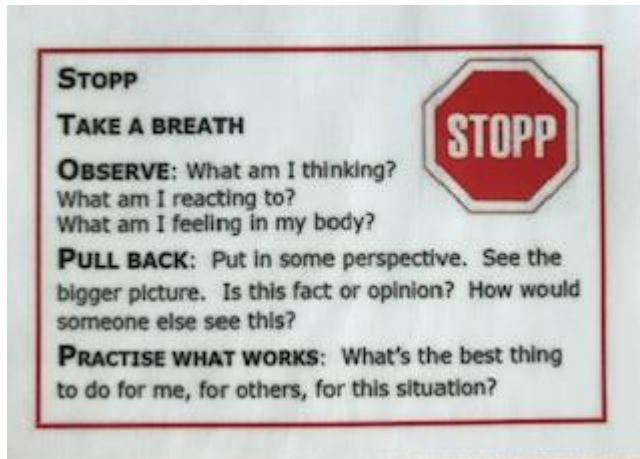 STOPP
TAKE A BREATH
STOPP
OBSERVE: What am I thinking?
What am I reacting to?
What am I feeling in my body?
PULL BACK: Put in some perspective. See the
bigger picture. Is this fact or opinion? How would
someone else see this?
PRACTISE WHAT WORKS: What's the best thing
to do for me, for others, for this situation?